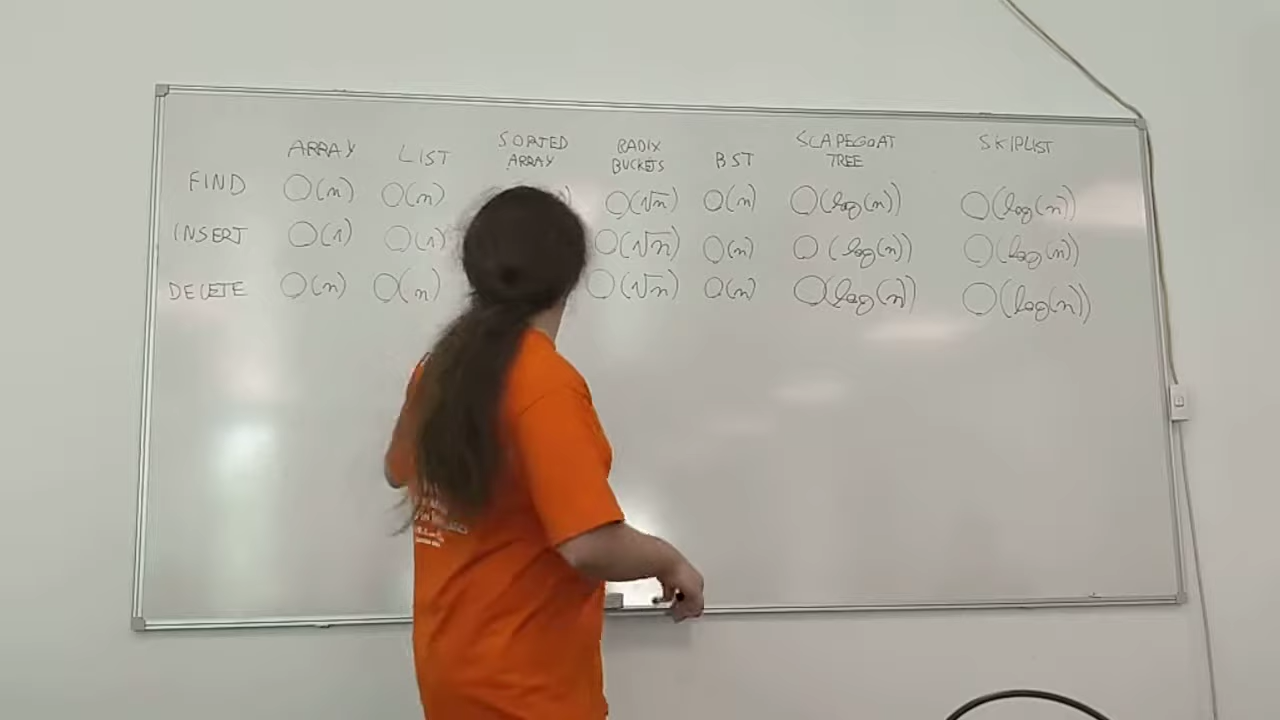 ARRAY LIST SORTED ARRAY RADIX BUCKETS BST SCAPEGOAT TREE SKIPLIST
FIND O(n) O(n) O(√n) O(n) O(log(n)) O(log(n))
INSERT O(1) O(1) O(√n) O(n) O(log(n)) O(log(n))
DELETE O(n) O(n) O(√n) O(n) O(log(n)) O(log(n))